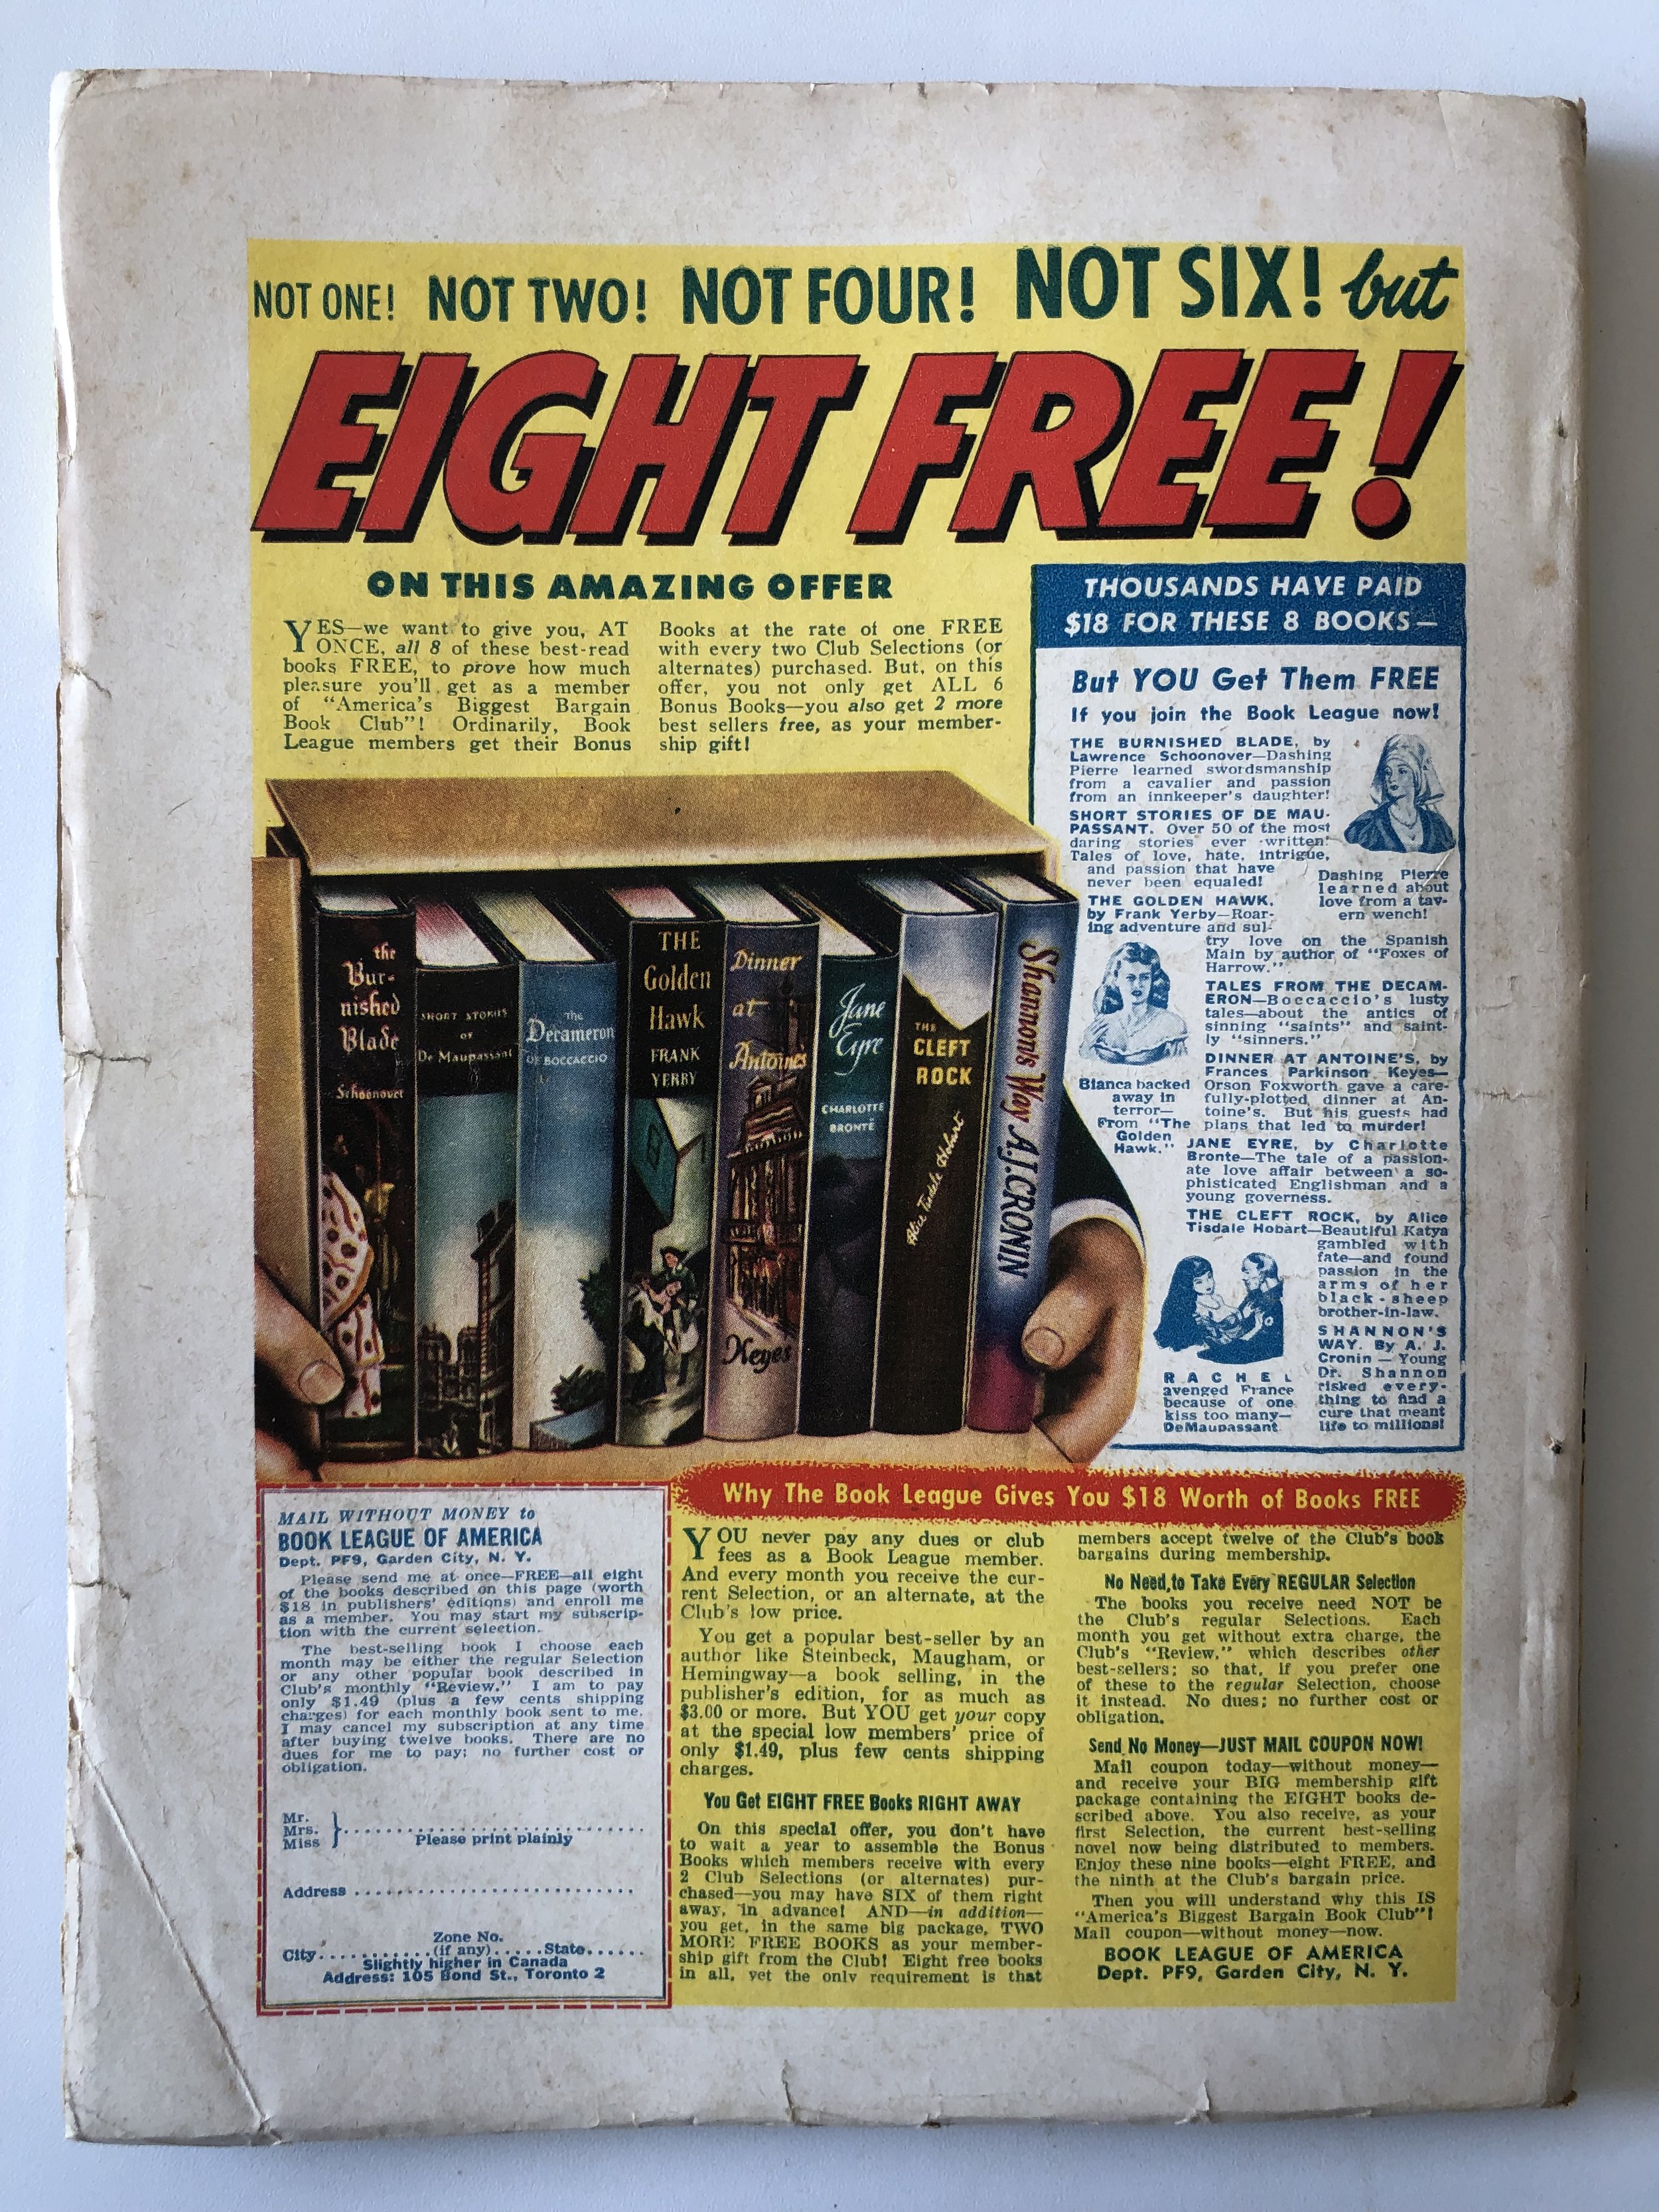 NOT ONE! NOT TWO! NOT FOUR! NOT SIX! but
EIGHT FREE!
ON THIS AMAZING OFFER
YES—we want to give you, AT
ONCE, all 8 of these best-read
books FREE, to prove how much
pleasure you'll get as a member
of "America's Biggest Bargain
Book Club"! Ordinarily, Book
League members get their Bonus
Books at the rate of one FREE
with every two Club Selections (or
alternates) purchased. But, on this
offer, you not only get ALL 6
Bonus Books—you also get 2 more
best sellers free, as your member-
ship gift!
the
Bur-
nished
Blade
Schoonover
SHORT STORIES
OF
De Maupassant
The
Decameron
OF BOCCACCIO
THE
Golden
Hawk
FRANK
YERBY
Dinner
at
Antoine's
Keyes
Jane
Eyre
CHARLOTTE
BRONTË
THE
CLEFT
ROCK
Alice Tisdale Hobart
Shannon's Way A.J.CRONIN
THOUSANDS HAVE PAID
$18 FOR THESE 8 BOOKS—
But YOU Get Them FREE
If you join the Book League now!
THE BURNISHED BLADE, by
Lawrence Schoonover—Dashing
Pierre learned swordsmanship
from a cavalier and passion
from an innkeeper's daughter!
SHORT STORIES OF DE MAU-
PASSANT. Over 50 of the most
daring stories ever written!
Tales of love, hate, intrigue,
and passion that have
never been equaled!
Dashing Pierre
learned about
love from a tav-
ern wench!
THE GOLDEN HAWK,
by Frank Yerby—Roar-
ing adventure and sul-
try love on the Spanish
Main by author of "Foxes of
Harrow."
TALES FROM THE DECAM-
ERON—Boccaccio's lusty
tales—about the antics of
sinning "saints" and saint-
ly "sinners."
DINNER AT ANTOINE'S, by
Frances Parkinson Keyes—
Orson Foxworth gave a care-
fully-plotted dinner at An-
toine's. But his guests had
plans that led to murder!
Bianca backed
away in
terror—
From "The
Golden
Hawk."
JANE EYRE, by Charlotte
Bronte—The tale of a passion-
ate love affair between a so-
phisticated Englishman and a
young governess.
THE CLEFT ROCK, by Alice
Tisdale Hobart—Beautiful Katya
gambled with
fate—and found
passion in the
arms of her
black-sheep
brother-in-law.
SHANNON'S
WAY. By A. J.
Cronin — Young
Dr. Shannon
risked every-
thing to find a
cure that meant
life to millions!
RACHEL
avenged France
because of one
kiss too many—
DeMaupassant
MAIL WITHOUT MONEY to
BOOK LEAGUE OF AMERICA
Dept. PF9, Garden City, N. Y.
Please send me at once—FREE—all eight
of the books described on this page (worth
$18 in publishers' editions) and enroll me
as a member. You may start my subscrip-
tion with the current selection.
The best-selling book I choose each
month may be either the regular Selection
or any other popular book described in
Club's monthly "Review." I am to pay
only $1.49 (plus a few cents shipping
charges) for each monthly book sent to me.
I may cancel my subscription at any time
after buying twelve books. There are no
dues for me to pay; no further cost or
obligation.
Mr.
Mrs.
Miss } ........................................
Please print plainly
Address ........................................
Zone No.
City............(if any).....State......
Slightly higher in Canada
Address: 105 Bond St., Toronto 2
Why The Book League Gives You $18 Worth of Books FREE
YOU never pay any dues or club
fees as a Book League member.
And every month you receive the cur-
rent Selection, or an alternate, at the
Club's low price.
You get a popular best-seller by an
author like Steinbeck, Maugham, or
Hemingway—a book selling, in the
publisher's edition, for as much as
$3.00 or more. But YOU get your copy
at the special low members' price of
only $1.49, plus few cents shipping
charges.
You Get EIGHT FREE Books RIGHT AWAY
On this special offer, you don't have
to wait a year to assemble the Bonus
Books which members receive with every
2 Club Selections (or alternates) pur-
chased—you may have SIX of them right
away, in advance! AND—in addition—
you get, in the same big package, TWO
MORE FREE BOOKS as your member-
ship gift from the Club! Eight free books
in all, yet the only requirement is that
members accept twelve of the Club's book
bargains during membership.
No Need to Take Every REGULAR Selection
The books you receive need NOT be
the Club's regular Selections. Each
month you get without extra charge, the
Club's "Review," which describes other
best-sellers; so that, if you prefer one
of these to the regular Selection, choose
it instead. No dues; no further cost or
obligation.
Send No Money—JUST MAIL COUPON NOW!
Mail coupon today—without money—
and receive your BIG membership gift
package containing the EIGHT books de-
scribed above. You also receive, as your
first Selection, the current best-selling
novel now being distributed to members.
Enjoy these nine books—eight FREE, and
the ninth at the Club's bargain price.
Then you will understand why this IS
"America's Biggest Bargain Book Club"!
Mail coupon—without money—now.
BOOK LEAGUE OF AMERICA
Dept. PF9, Garden City, N. Y.